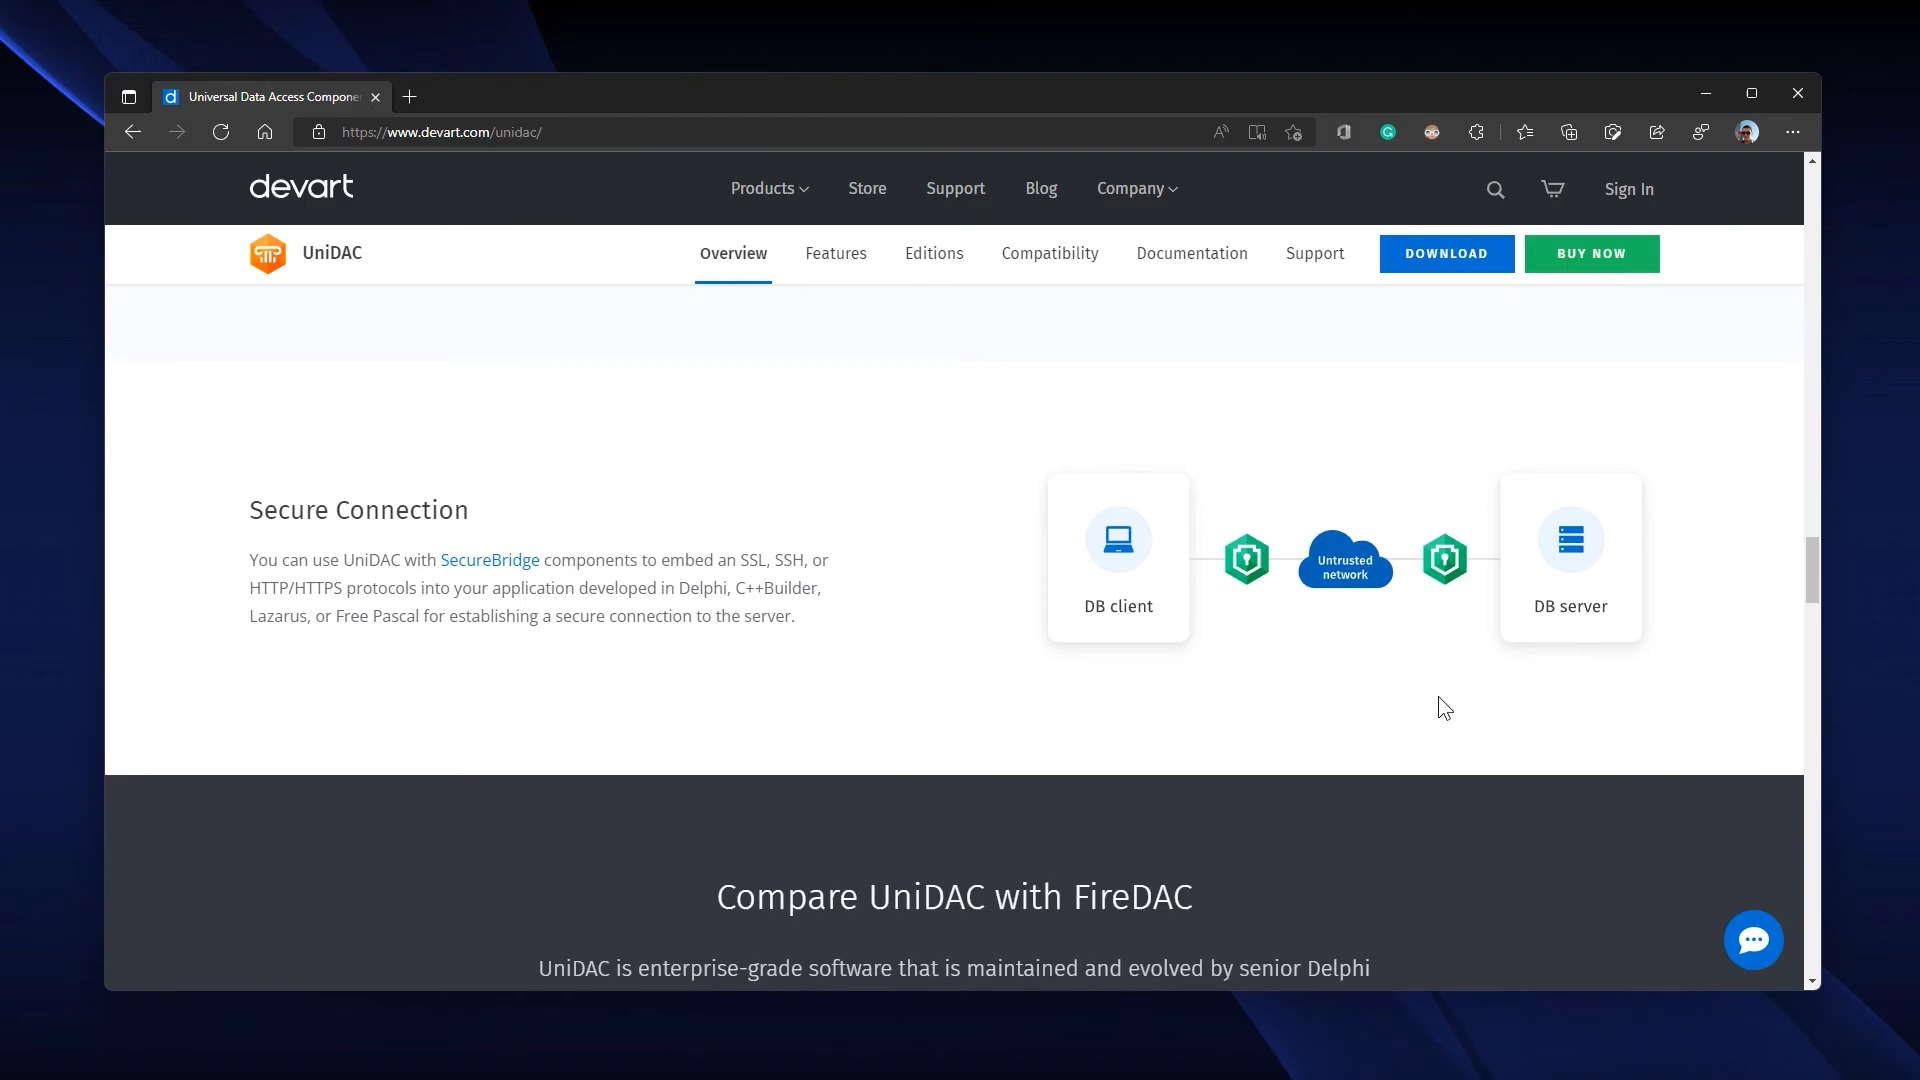 Universal Data Access Compone
https://www.devart.com/unidac/
devart
Products
Store
Support
Blog
Company
Sign In
UniDAC
Overview
Features
Editions
Compatibility
Documentation
Support
DOWNLOAD
BUY NOW
Secure Connection
You can use UniDAC with SecureBridge components to embed an SSL, SSH, or
HTTP/HTTPS protocols into your application developed in Delphi, C++Builder,
Lazarus, or Free Pascal for establishing a secure connection to the server.
DB client
Untrusted
network
DB server
Compare UniDAC with FireDAC
UniDAC is enterprise-grade software that is maintained and evolved by senior Delphi